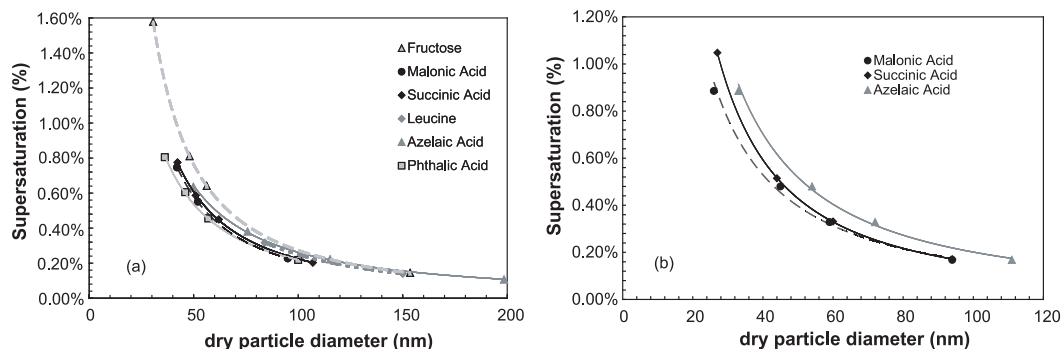 1.60%
1.40%
1.20%
1.00%
0.80%
0.60%
0.40%
0.20%
0.00%
Supersaturation (%)
Fructose
Malonic Acid
Succinic Acid
Leucine
Azelaic Acid
Phthalic Acid
(a)
0 50 100 150 200
dry particle diameter (nm)
1.20%
1.00%
0.80%
0.60%
0.40%
0.20%
0.00%
Supersaturation (%)
Malonic Acid
Succinic Acid
Azelaic Acid
(b)
0 20 40 60 80 100 120
dry particle diameter (nm)